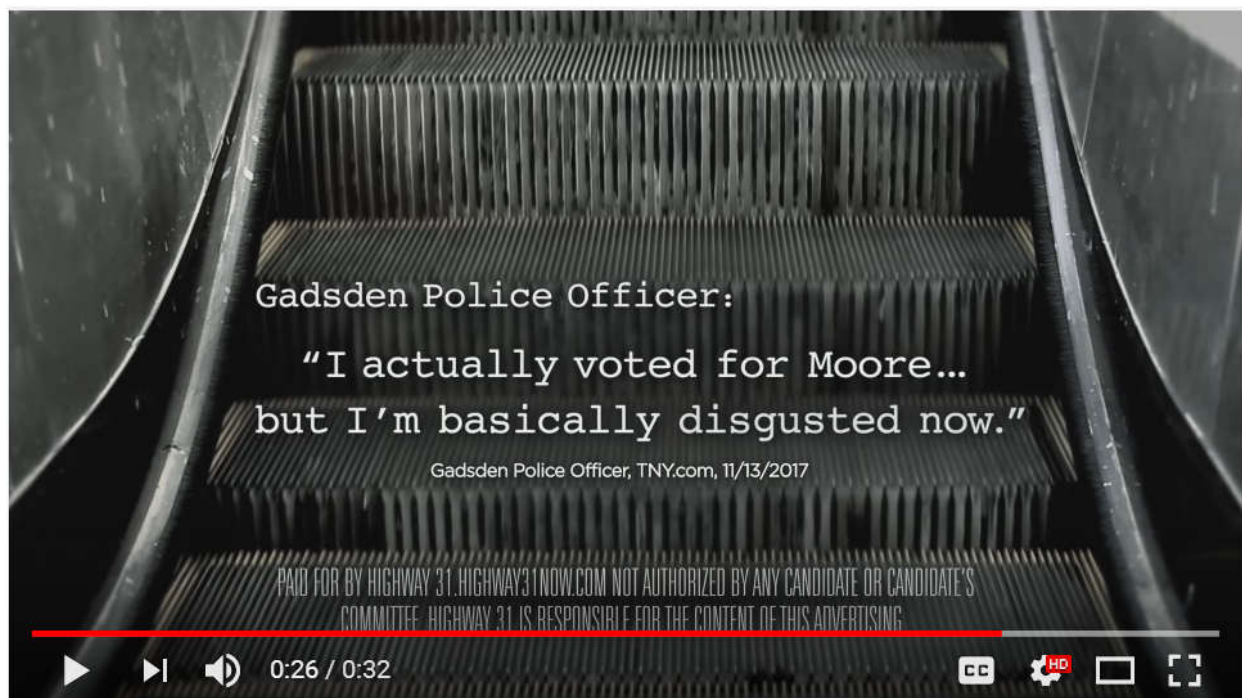 Gadsden Police Officer:
“I actually voted for Moore...
but I’m basically disgusted now.”
Gadsden Police Officer, TNY.com, 11/13/2017
PAID FOR BY HIGHWAY 31.HIGHWAY31NOW.COM NOT AUTHORIZED BY ANY CANDIDATE OR CANDIDATE'S
COMMITTEE. HIGHWAY 31 IS RESPONSIBLE FOR THE CONTENT OF THIS ADVERTISING
0:26 / 0:32
CC
HD